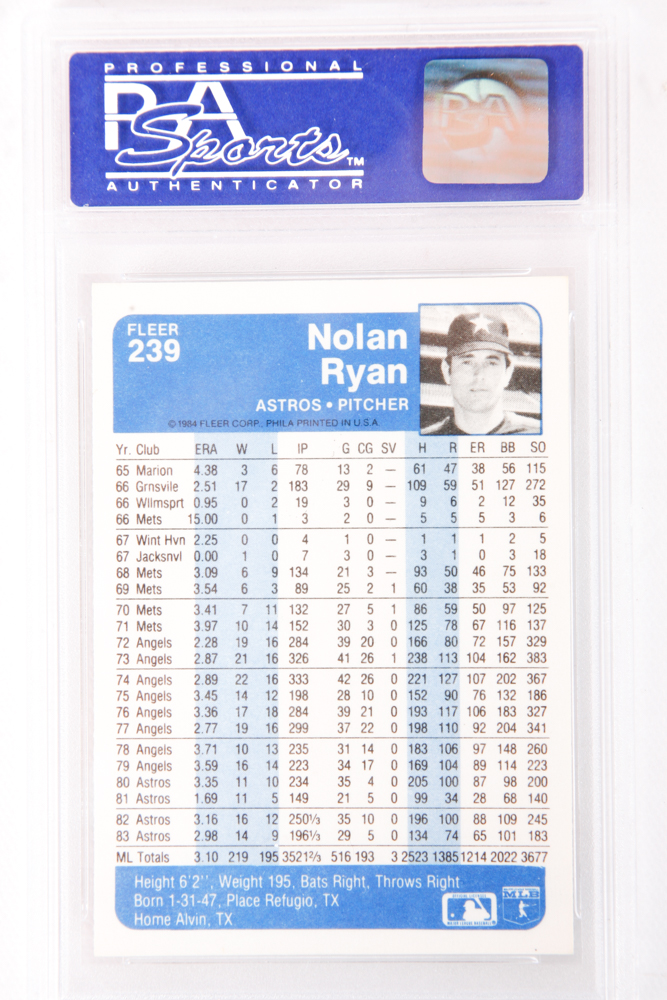 PROFESSIONAL
PSA
Sports™
AUTHENTICATOR
PSA
FLEER
239
Nolan
Ryan
ASTROS • PITCHER
©1984 FLEER CORP., PHILA PRINTED IN U.S.A.
Yr. Club ERA W L IP G CG SV H R ER BB SO
65 Marion 4.38 3 6 78 13 2 — 61 47 38 56 115
66 Grnsvile 2.51 17 2 183 29 9 — 109 59 51 127 272
66 Wllmsprt 0.95 0 2 19 3 0 — 9 6 2 12 35
66 Mets 15.00 0 1 3 2 0 — 5 5 5 3 6
67 Wint Hvn 2.25 0 0 4 1 0 — 1 1 1 2 5
67 Jacksnvl 0.00 1 0 7 3 0 — 3 1 0 3 18
68 Mets 3.09 6 9 134 21 3 — 93 50 46 75 133
69 Mets 3.54 6 3 89 25 2 1 60 38 35 53 92
70 Mets 3.41 7 11 132 27 5 1 86 59 50 97 125
71 Mets 3.97 10 14 152 30 3 0 125 78 67 116 137
72 Angels 2.28 19 16 284 39 20 0 166 80 72 157 329
73 Angels 2.87 21 16 326 41 26 1 238 113 104 162 383
74 Angels 2.89 22 16 333 42 26 0 221 127 107 202 367
75 Angels 3.45 14 12 198 28 10 0 152 90 76 132 186
76 Angels 3.36 17 18 284 39 21 0 193 117 106 183 327
77 Angels 2.77 19 16 299 37 22 0 198 110 92 204 341
78 Angels 3.71 10 13 235 31 14 0 183 106 97 148 260
79 Angels 3.59 16 14 223 34 17 0 169 104 89 114 223
80 Astros 3.35 11 10 234 35 4 0 205 100 87 98 200
81 Astros 1.69 11 5 149 21 5 0 99 34 28 68 140
82 Astros 3.16 16 12 250⅓ 35 10 0 196 100 88 109 245
83 Astros 2.98 14 9 196⅓ 29 5 0 134 74 65 101 183
ML Totals 3.10 219 195 3521⅔ 516 193 3 2523 1385 1214 2022 3677
Height 6'2'', Weight 195, Bats Right, Throws Right
Born 1-31-47, Place Refugio, TX
Home Alvin, TX
MAJOR LEAGUE BASEBALL
MLB